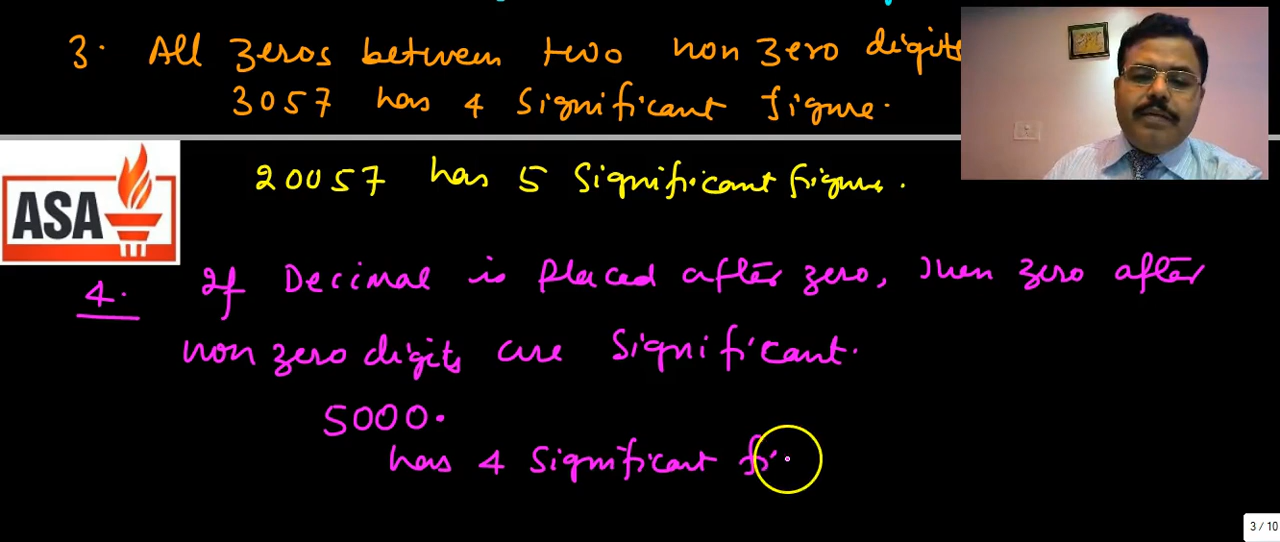 3. All zeros between two non zero digits
3057 has 4 Significant figure.
ASA
20057 has 5 Significant figure.
4. If Decimal is placed after zero, then zero after
non zero digits are Significant.
5000.
has 4 Significant fi
3 / 10